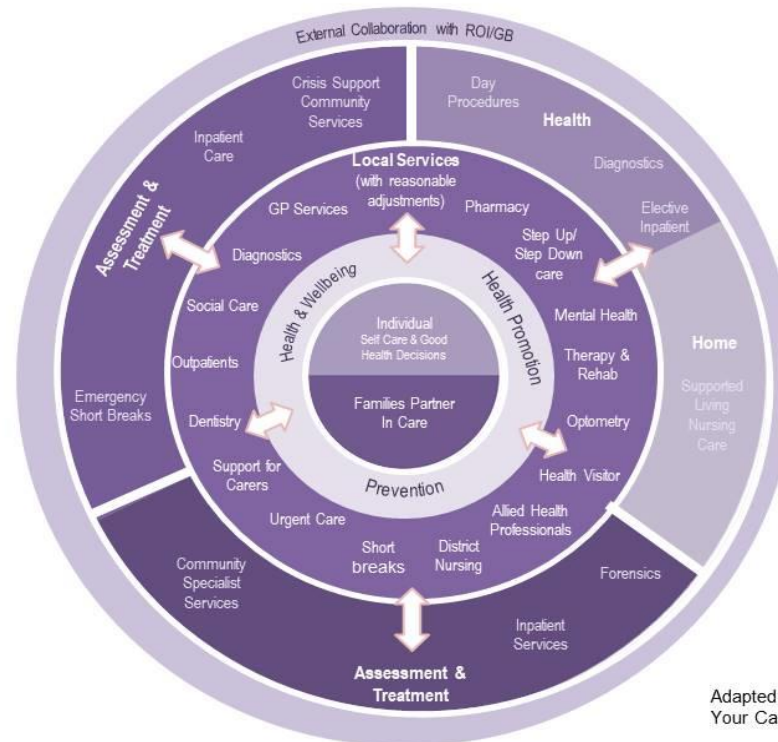 External Collaboration with ROI/GB
Crisis Support
Community
Services
Inpatient
Care
Assessment &
Treatment
Emergency
Short Breaks
Day
Procedures
Health
Diagnostics
Elective
Inpatient
Home
Supported
Living
Nursing
Care
Local Services
(with reasonable
adjustments)
GP Services
Diagnostics
Social Care
Outpatients
Dentistry
Support for
Carers
Urgent Care
Short
breaks
District
Nursing
Allied Health
Professionals
Health Visitor
Optometry
Therapy &
Rehab
Mental Health
Step Up/
Step Down
care
Pharmacy
Health & Wellbeing
Health Promotion
Prevention
Individual
Self Care & Good
Health Decisions
Families Partner
In Care
Community
Specialist
Services
Forensics
Inpatient
Services
Assessment &
Treatment
Adapted
Your Ca